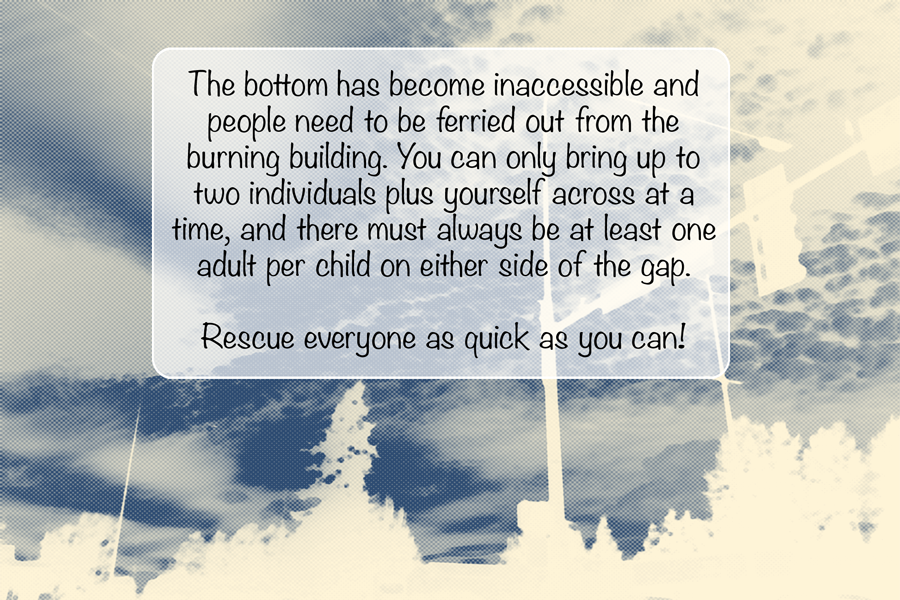 The bottom has become inaccessible and
people need to be ferried out from the
burning building. You can only bring up to
two individuals plus yourself across at a
time, and there must always be at least one
adult per child on either side of the gap.
Rescue everyone as quick as you can!